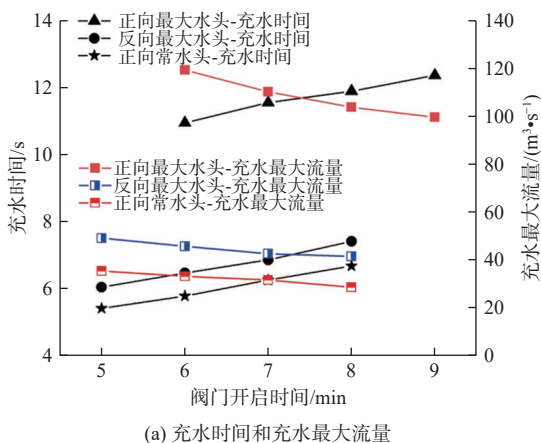 正向最大水头-充水时间
反向最大水头-充水时间
正向常水头-充水时间
正向最大水头-充水最大流量
反向最大水头-充水最大流量
正向常水头-充水最大流量
充水时间/s
14
12
10
8
6
4
140
120
100
80
60
40
20
0
充水最大流量/(m³•s⁻¹)
5 6 7 8 9
阀门开启时间/min
(a) 充水时间和充水最大流量